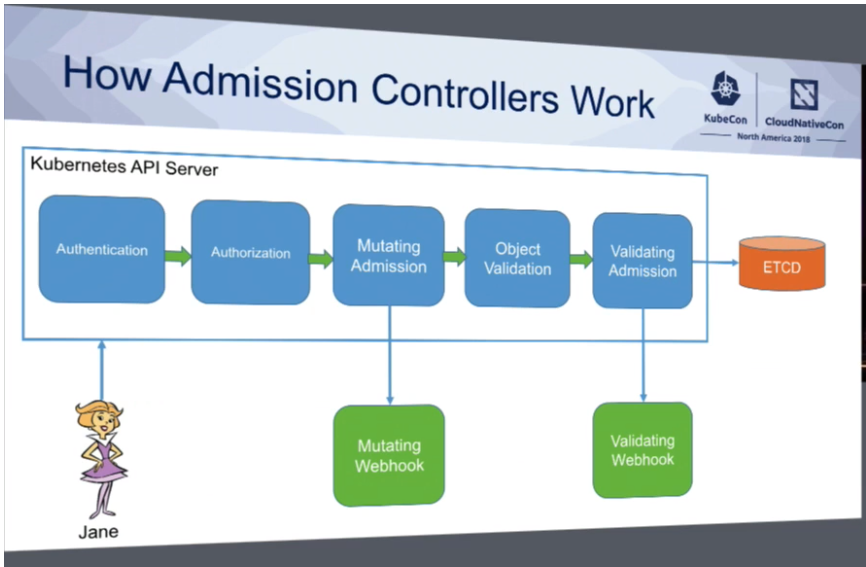 How Admission Controllers Work
KubeCon
CloudNativeCon
North America 2018
Kubernetes API Server
Authentication
Authorization
Mutating
Admission
Object
Validation
Validating
Admission
ETCD
Mutating
Webhook
Validating
Webhook
Jane